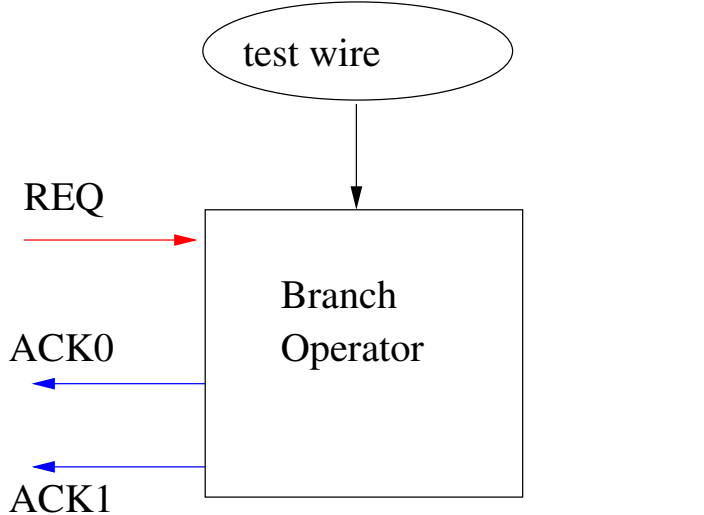 test wire
REQ
Branch
Operator
ACK0
ACK1